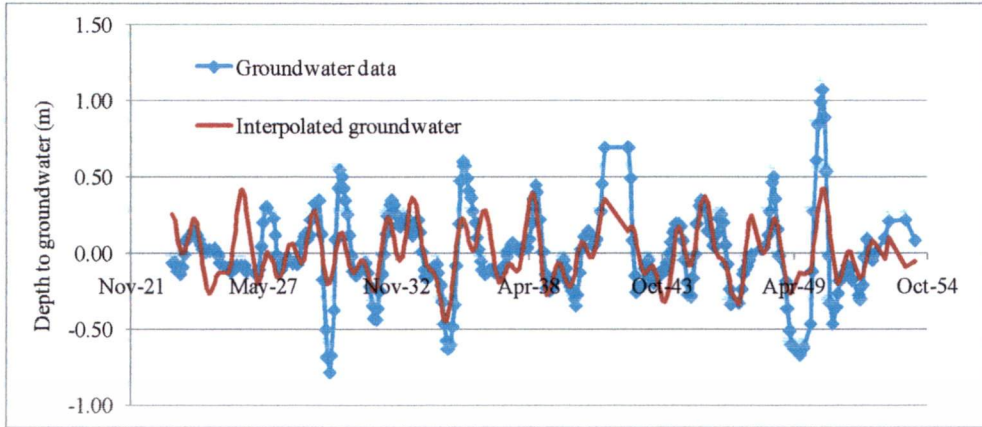 1.50
1.00
0.50
0.00
-0.50
-1.00
Depth to groundwater (m)
Groundwater data
Interpolated groundwater
Nov-21 May-27 Nov-32 Apr-38 Oct-43 Apr-49 Oct-54